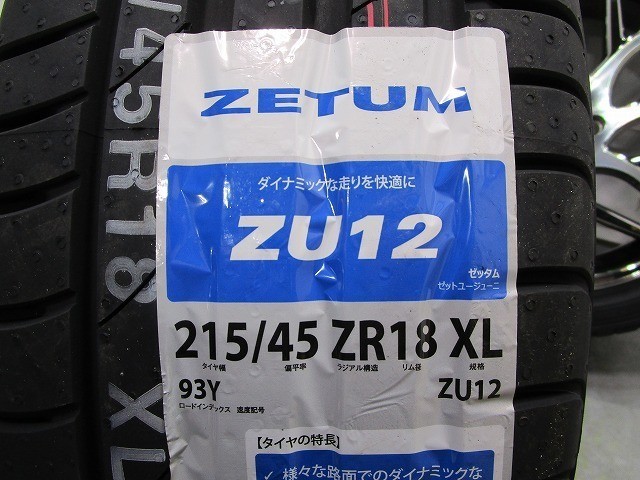 /45R18 XL
ZETUM
ダイナミックな走りを快適に
ZU12
ゼッタム
ゼットユージューニ
215/45 ZR18 XL
タイヤ幅 偏平率 ラジアル構造 リム径 規格
93Y ZU12
ロードインデックス 速度記号
【タイヤの特長】
✓ 様々な路面でのダイナミックな